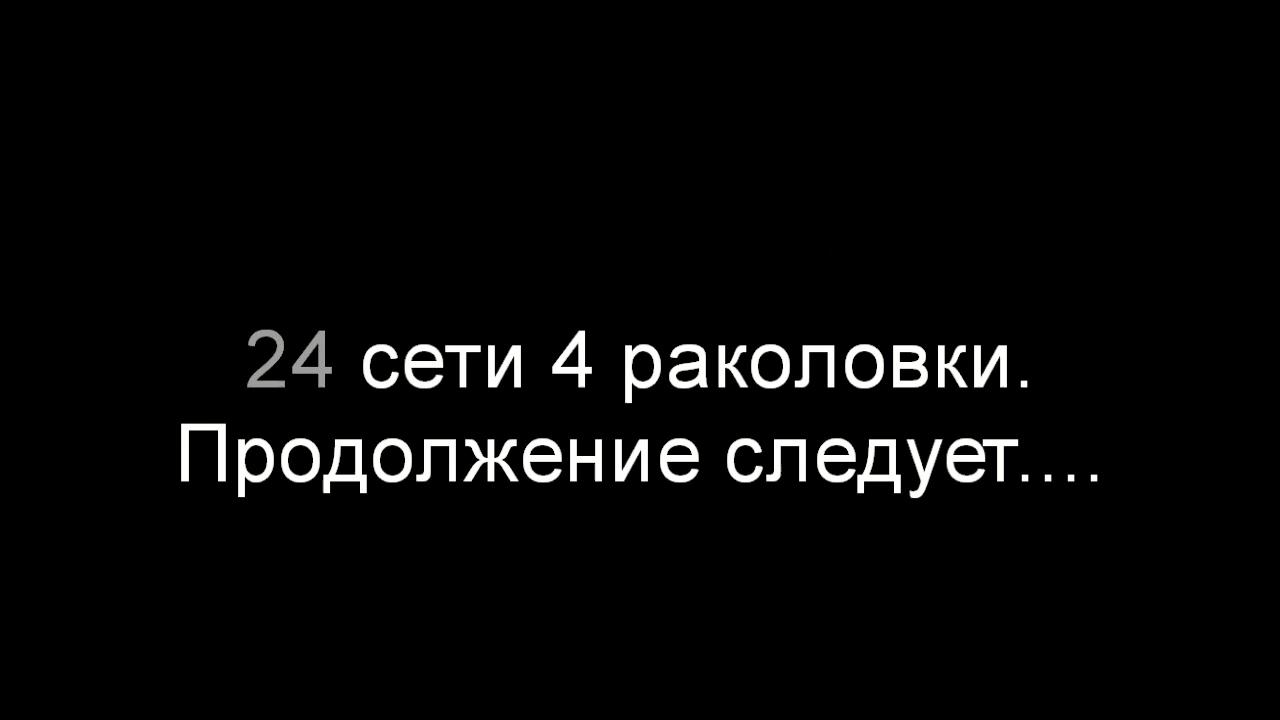 24 сети 4 раколовки.
Продолжение следует....